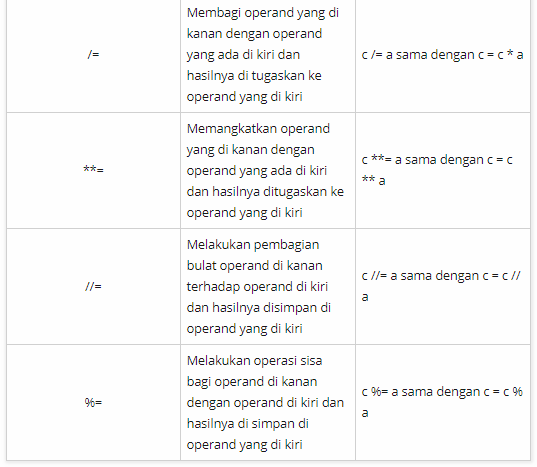 /=
Membagi operand yang di
kanan dengan operand
yang ada di kiri dan
hasilnya di tugaskan ke
operand yang di kiri
c /= a sama dengan c = c * a
**=
Memangkatkan operand
yang di kanan dengan
operand yang ada di kiri
dan hasilnya ditugaskan ke
operand yang di kiri
c **= a sama dengan c = c
** a
//=
Melakukan pembagian
bulat operand di kanan
terhadap operand di kiri
dan hasilnya disimpan di
operand yang di kiri
c //= a sama dengan c = c //
a
%=
Melakukan operasi sisa
bagi operand di kanan
dengan operand di kiri dan
hasilnya di simpan di
operand yang di kiri
c %= a sama dengan c = c %
a